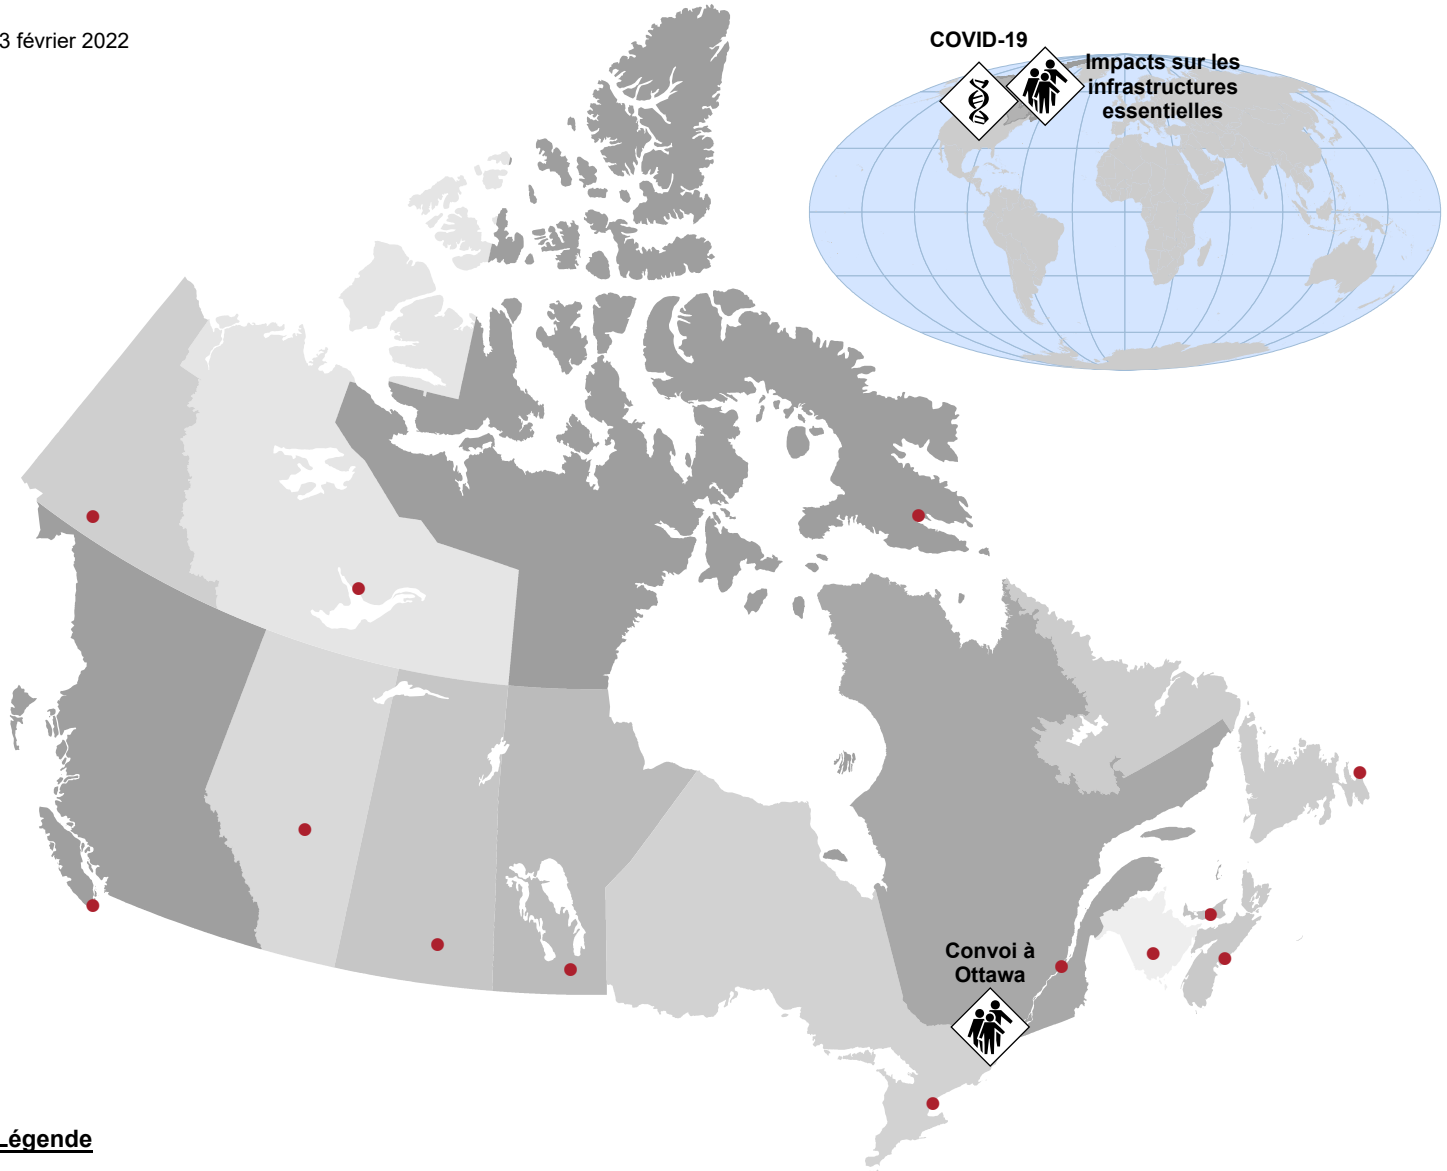 3 février 2022
COVID-19
Impacts sur les
infrastructures
essentielles
Convoi à
Ottawa
Légende